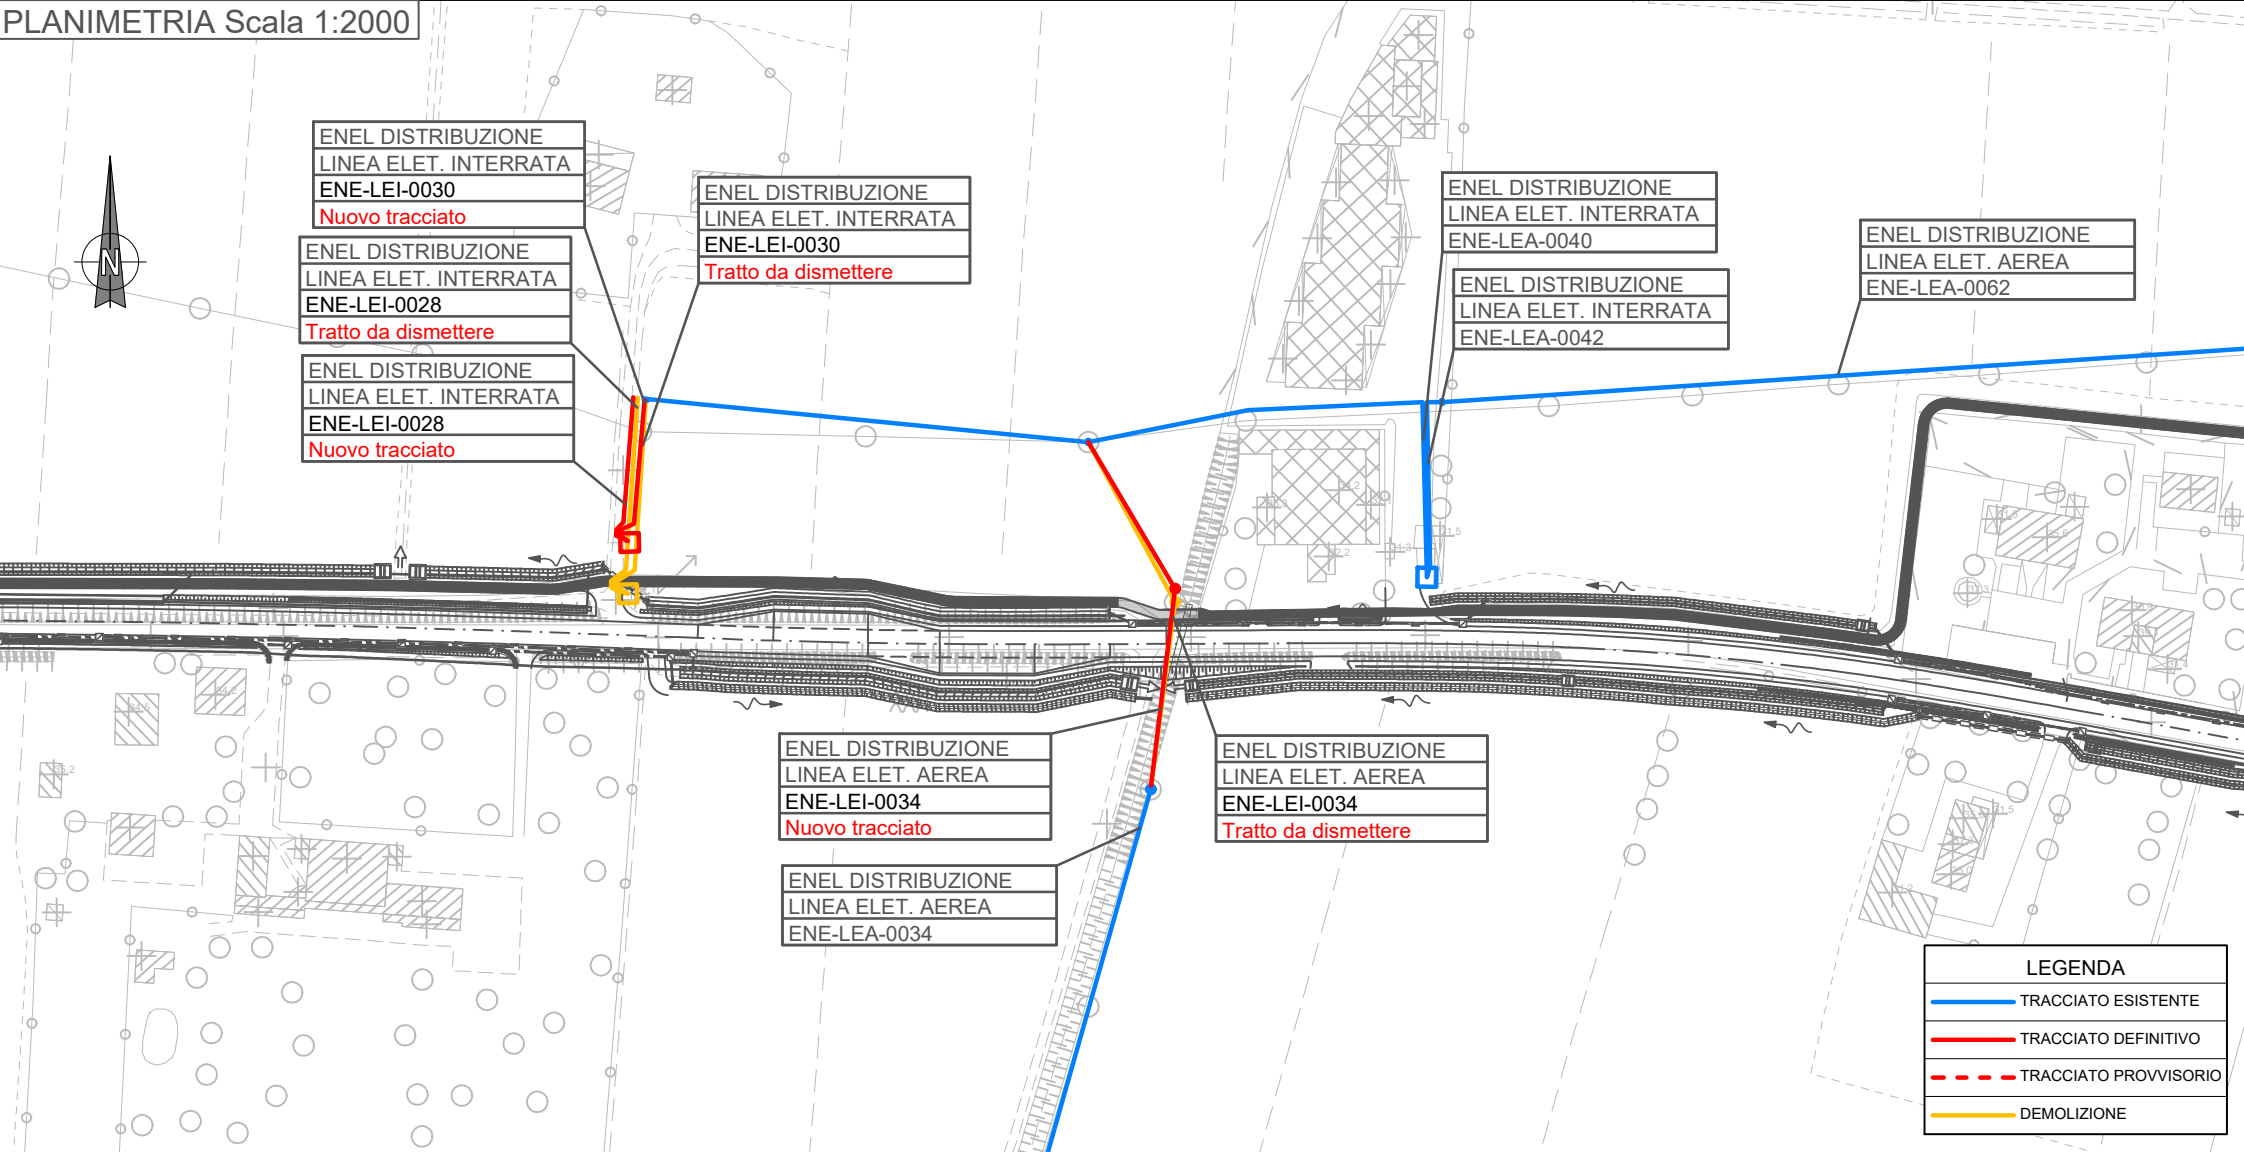 PLANIMETRIA Scala 1:2000
ENEL DISTRIBUZIONE
LINEA ELET. INTERRATA
ENE-LEI-0030
Nuovo tracciato
ENEL DISTRIBUZIONE
LINEA ELET. INTERRATA
ENE-LEI-0028
Tratto da dismettere
ENEL DISTRIBUZIONE
LINEA ELET. INTERRATA
ENE-LEI-0028
Nuovo tracciato
ENEL DISTRIBUZIONE
LINEA ELET. INTERRATA
ENE-LEI-0030
Tratto da dismettere
ENEL DISTRIBUZIONE
LINEA ELET. INTERRATA
ENE-LEA-0040
ENEL DISTRIBUZIONE
LINEA ELET. INTERRATA
ENE-LEA-0042
ENEL DISTRIBUZIONE
LINEA ELET. AEREA
ENE-LEA-0062
N
ENEL DISTRIBUZIONE
LINEA ELET. AEREA
ENE-LEI-0034
Nuovo tracciato
ENEL DISTRIBUZIONE
LINEA ELET. AEREA
ENE-LEI-0034
Tratto da dismettere
ENEL DISTRIBUZIONE
LINEA ELET. AEREA
ENE-LEA-0034
LEGENDA
TRACCIATO ESISTENTE
TRACCIATO DEFINITIVO
TRACCIATO PROVVISORIO
DEMOLIZIONE